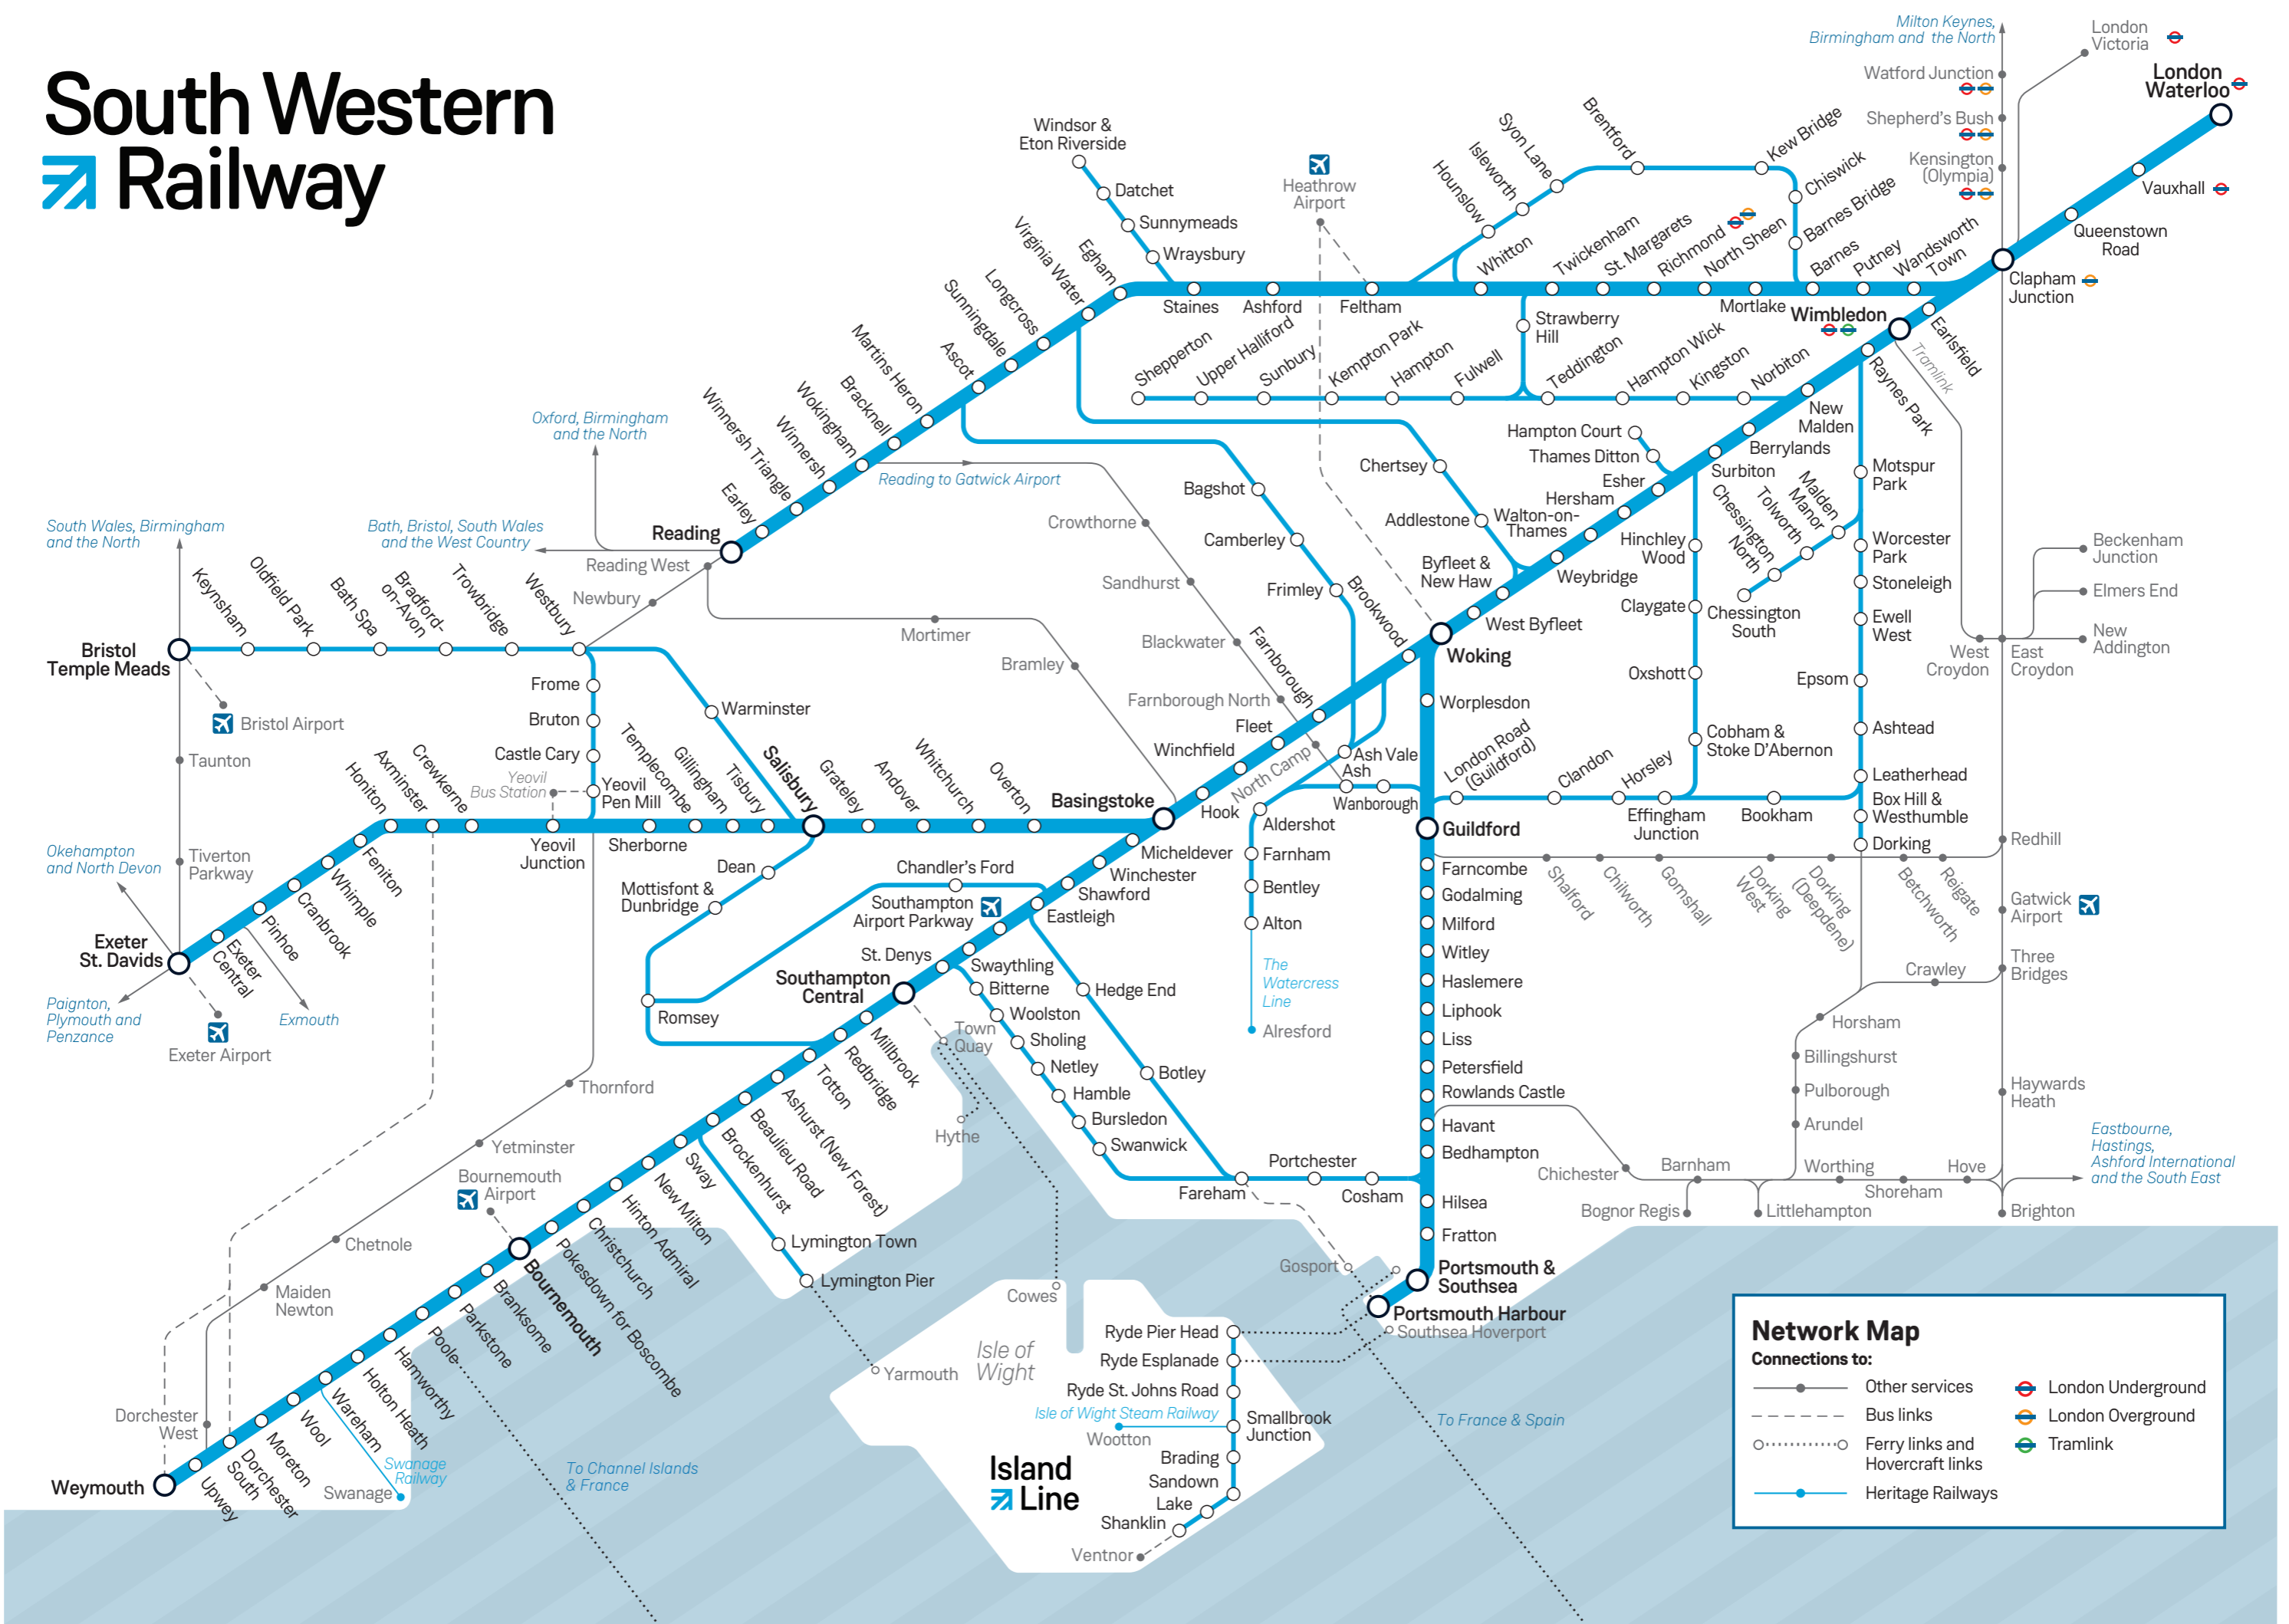 South Western
Railway
Milton Keynes,
Birmingham and the North
London
Victoria
Watford Junction
London
Waterloo
Shepherd's Bush
Kensington
(Olympia)
Vauxhall
Queenstown
Road
Clapham
Junction
Windsor &
Eton Riverside
Datchet
Sunnymeads
Wraysbury
Heathrow
Airport
Hounslow
Isleworth
Syon Lane
Brentford
Kew Bridge
Chiswick
Barnes Bridge
Virginia Water
Egham
Staines
Ashford
Feltham
Whitton
Twickenham
St. Margarets
Richmond
North Sheen
Mortlake
Barnes
Putney
Wandsworth
Town
Longcross
Sunningdale
Ascot
Martins Heron
Bracknell
Wokingham
Winnersh
Winnersh Triangle
Earley
Reading
Strawberry
Hill
Shepperton
Upper Halliford
Sunbury
Kempton Park
Hampton
Fulwell
Teddington
Hampton Wick
Kingston
Norbiton
Wimbledon
Earlsfield
Tramlink
Raynes Park
New
Malden
Berrylands
Surbiton
Hampton Court
Thames Ditton
Esher
Hersham
Walton-on-
Thames
Weybridge
Byfleet &
New Haw
West Byfleet
Woking
Chertsey
Addlestone
Bagshot
Camberley
Frimley
Brookwood
Farnborough
Fleet
Winchfield
Hook
Basingstoke
Motspur
Park
Malden
Manor
Tolworth
Chessington
North
Chessington
South
Worcester
Park
Stoneleigh
Ewell
West
Epsom
Ashtead
Leatherhead
Box Hill &
Westhumble
Dorking
Hinchley
Wood
Claygate
Oxshott
Cobham &
Stoke D'Abernon
London Road
(Guildford)
Clandon
Horsley
Effingham
Junction
Bookham
Beckenham
Junction
Elmers End
New
Addington
West
Croydon
East
Croydon
Oxford, Birmingham
and the North
Bath, Bristol, South Wales
and the West Country
Reading to Gatwick Airport
Reading West
Newbury
Mortimer
Bramley
Crowthorne
Sandhurst
Blackwater
Farnborough North
North Camp
Ash Vale
Ash
Wanborough
Aldershot
Farnham
Bentley
Alton
The
Watercress
Line
Alresford
South Wales, Birmingham
and the North
Keynsham
Oldfield Park
Bath Spa
Bradford-
on-Avon
Trowbridge
Westbury
Bristol
Temple Meads
Bristol Airport
Taunton
Tiverton
Parkway
Okehampton
and North Devon
Exeter
St. Davids
Paignton,
Plymouth and
Penzance
Exeter Airport
Exmouth
Exeter
Central
Pinhoe
Cranbrook
Whimple
Feniton
Honiton
Axminster
Crewkerne
Frome
Bruton
Castle Cary
Yeovil
Bus Station
Yeovil
Pen Mill
Yeovil
Junction
Sherborne
Templecombe
Gillingham
Tisbury
Salisbury
Warminster
Grateley
Andover
Whitchurch
Overton
Dean
Mottisfont &
Dunbridge
Romsey
Chandler's Ford
Micheldever
Winchester
Shawford
Eastleigh
Southampton
Airport Parkway
Swaythling
St. Denys
Southampton
Central
Millbrook
Redbridge
Totton
Ashurst (New Forest)
Beaulieu Road
Brockenhurst
Sway
New Milton
Hinton Admiral
Christchurch
Pokesdown for Boscombe
Bournemouth
Branksome
Parkstone
Poole
Hamworthy
Holton Heath
Wareham
Wool
Moreton
Dorchester
South
Upwey
Weymouth
Dorchester
West
Maiden
Newton
Chetnole
Yetminster
Thornford
Bournemouth
Airport
Swanage
Railway
Swanage
Lymington Town
Lymington Pier
Yarmouth
Town
Quay
Hythe
Cowes
Bitterne
Woolston
Sholing
Netley
Hamble
Bursledon
Swanwick
Hedge End
Botley
Fareham
Portchester
Cosham
Guildford
Worplesdon
Farncombe
Godalming
Milford
Witley
Haslemere
Liphook
Liss
Petersfield
Rowlands Castle
Havant
Bedhampton
Hilsea
Fratton
Portsmouth &
Southsea
Portsmouth Harbour
Southsea Hoverport
Gosport
Shalford
Chilworth
Gomshall
Dorking
West
Dorking
(Deepdene)
Betchworth
Reigate
Redhill
Gatwick
Airport
Three
Bridges
Crawley
Horsham
Billingshurst
Pulborough
Arundel
Haywards
Heath
Eastbourne,
Hastings,
Ashford International
and the South East
Chichester
Barnham
Worthing
Shoreham
Hove
Bognor Regis
Littlehampton
Brighton
Isle of
Wight
Ryde Pier Head
Ryde Esplanade
Ryde St. Johns Road
Isle of Wight Steam Railway
Wootton
Smallbrook
Junction
Brading
Sandown
Lake
Shanklin
Ventnor
Island
Line
To Channel Islands
& France
To France & Spain
Network Map
Connections to:
Other services
Bus links
Ferry links and
Hovercraft links
Heritage Railways
London Underground
London Overground
Tramlink